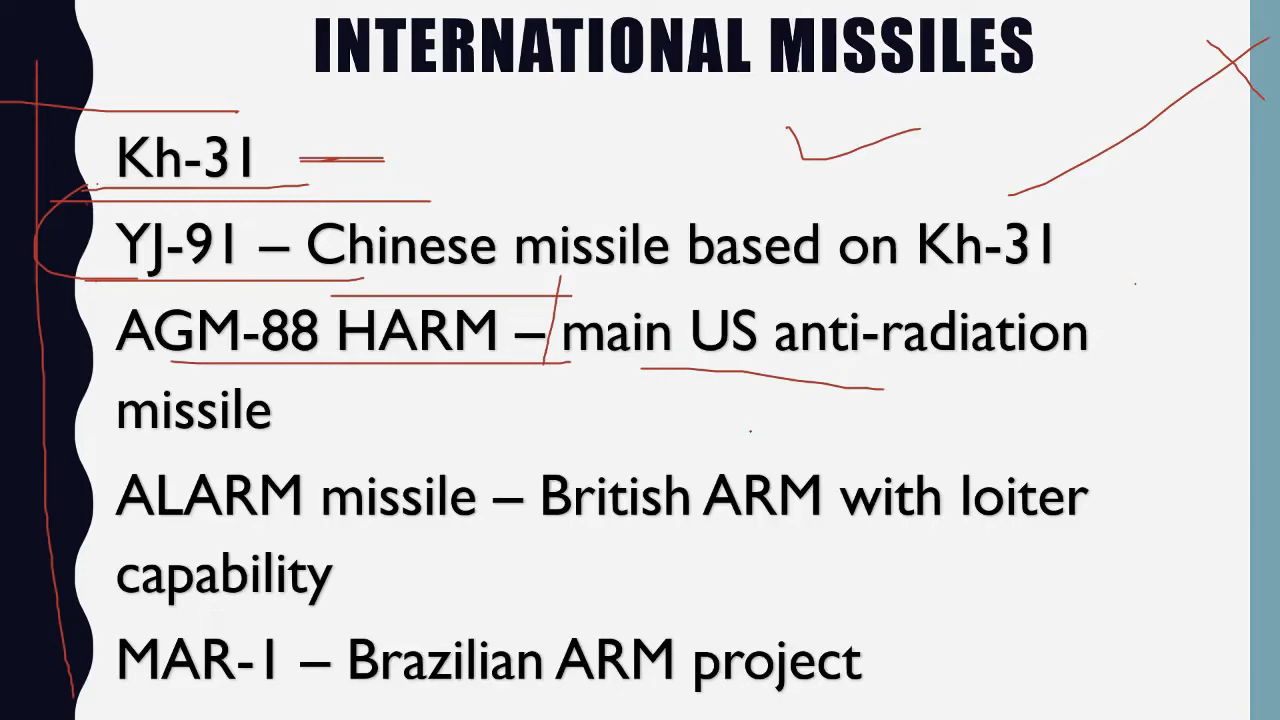 INTERNATIONAL MISSILES
Kh-31
YJ-91 – Chinese missile based on Kh-31
AGM-88 HARM – main US anti-radiation
missile
ALARM missile – British ARM with loiter
capability
MAR-1 – Brazilian ARM project